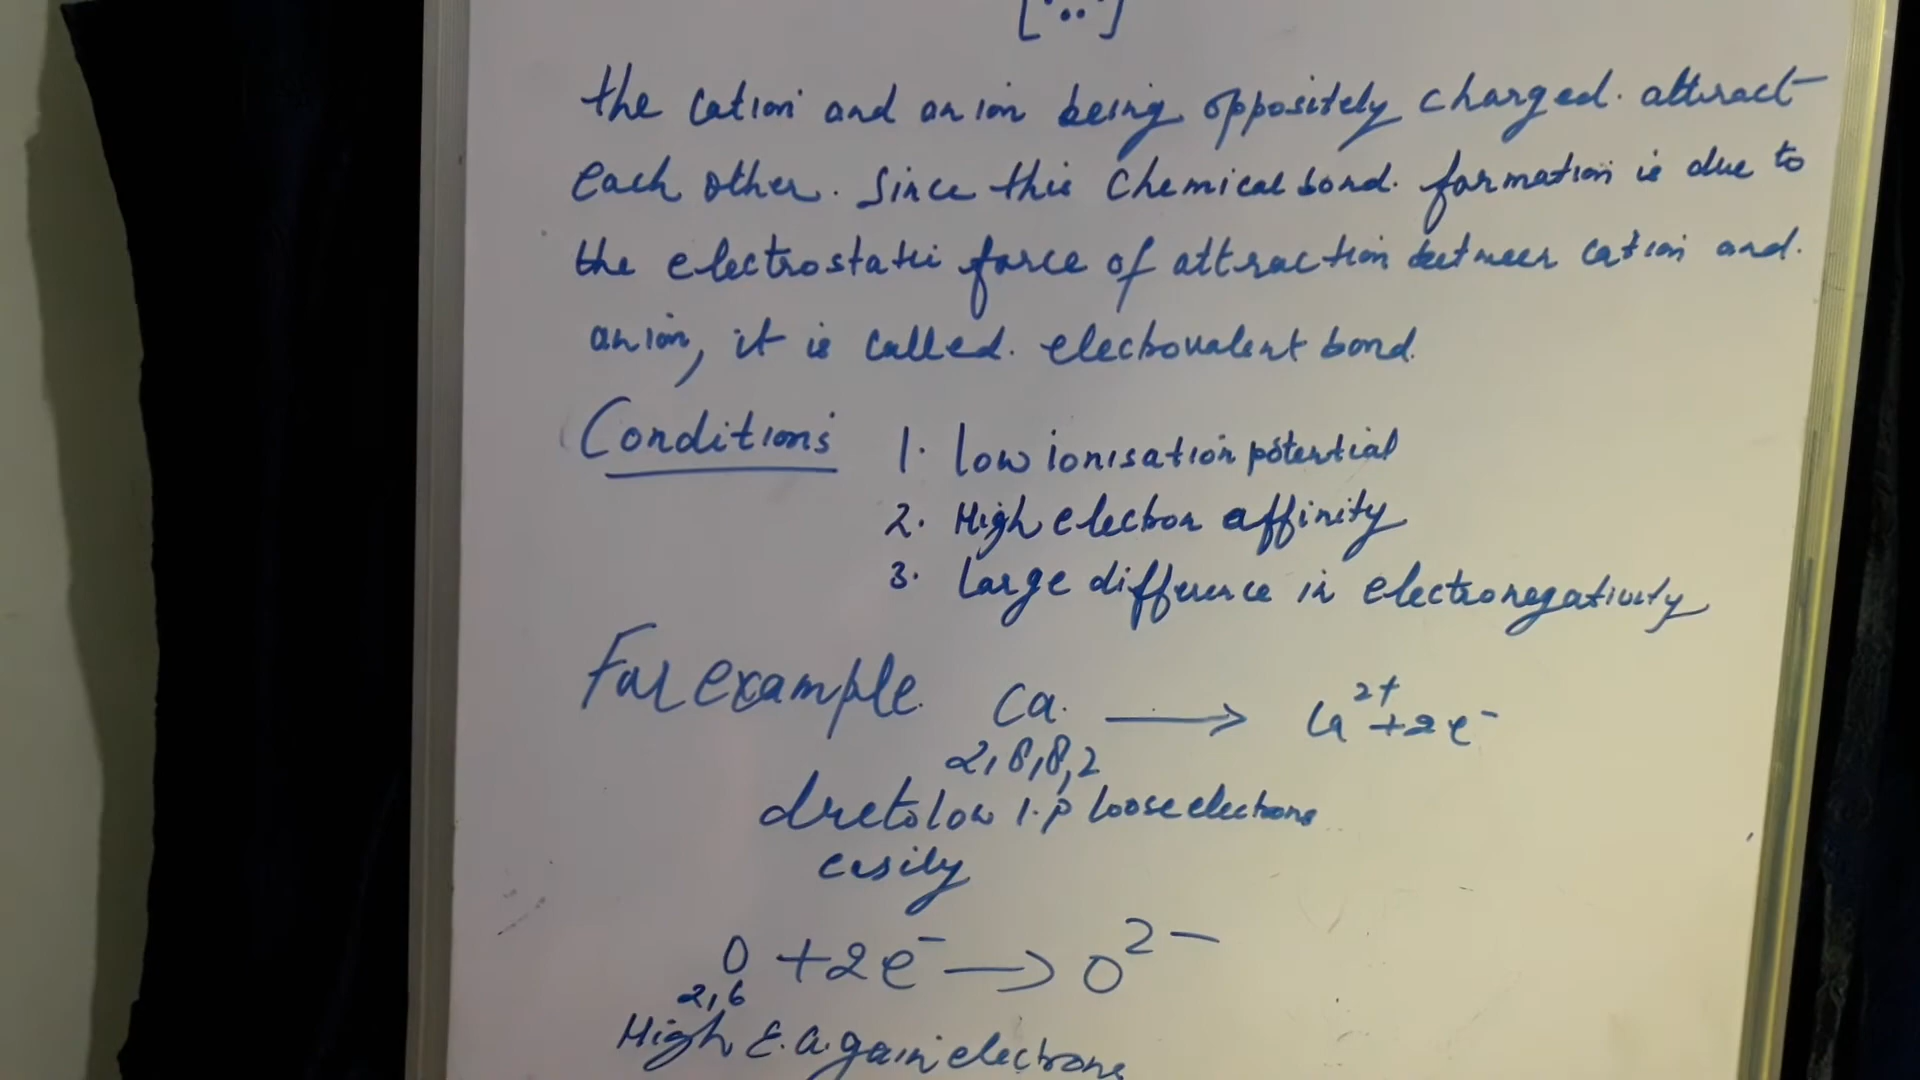 [ .. ]
the cation and anion being oppositely charged. attract
each other. Since this Chemical bond. formation is due to
the electrostatic force of attraction between cation and.
anion, it is called. electrovalent bond.
Conditions 1. Low ionisation potential
2. High electron affinity
3. Large difference in electronegativity
For example. Ca. → Ca²⁺+2e⁻
2,8,8,2
due to low I.P loose electrons
easily
O +2e⁻ → O²⁻
2,6
High E.A. gain electrons